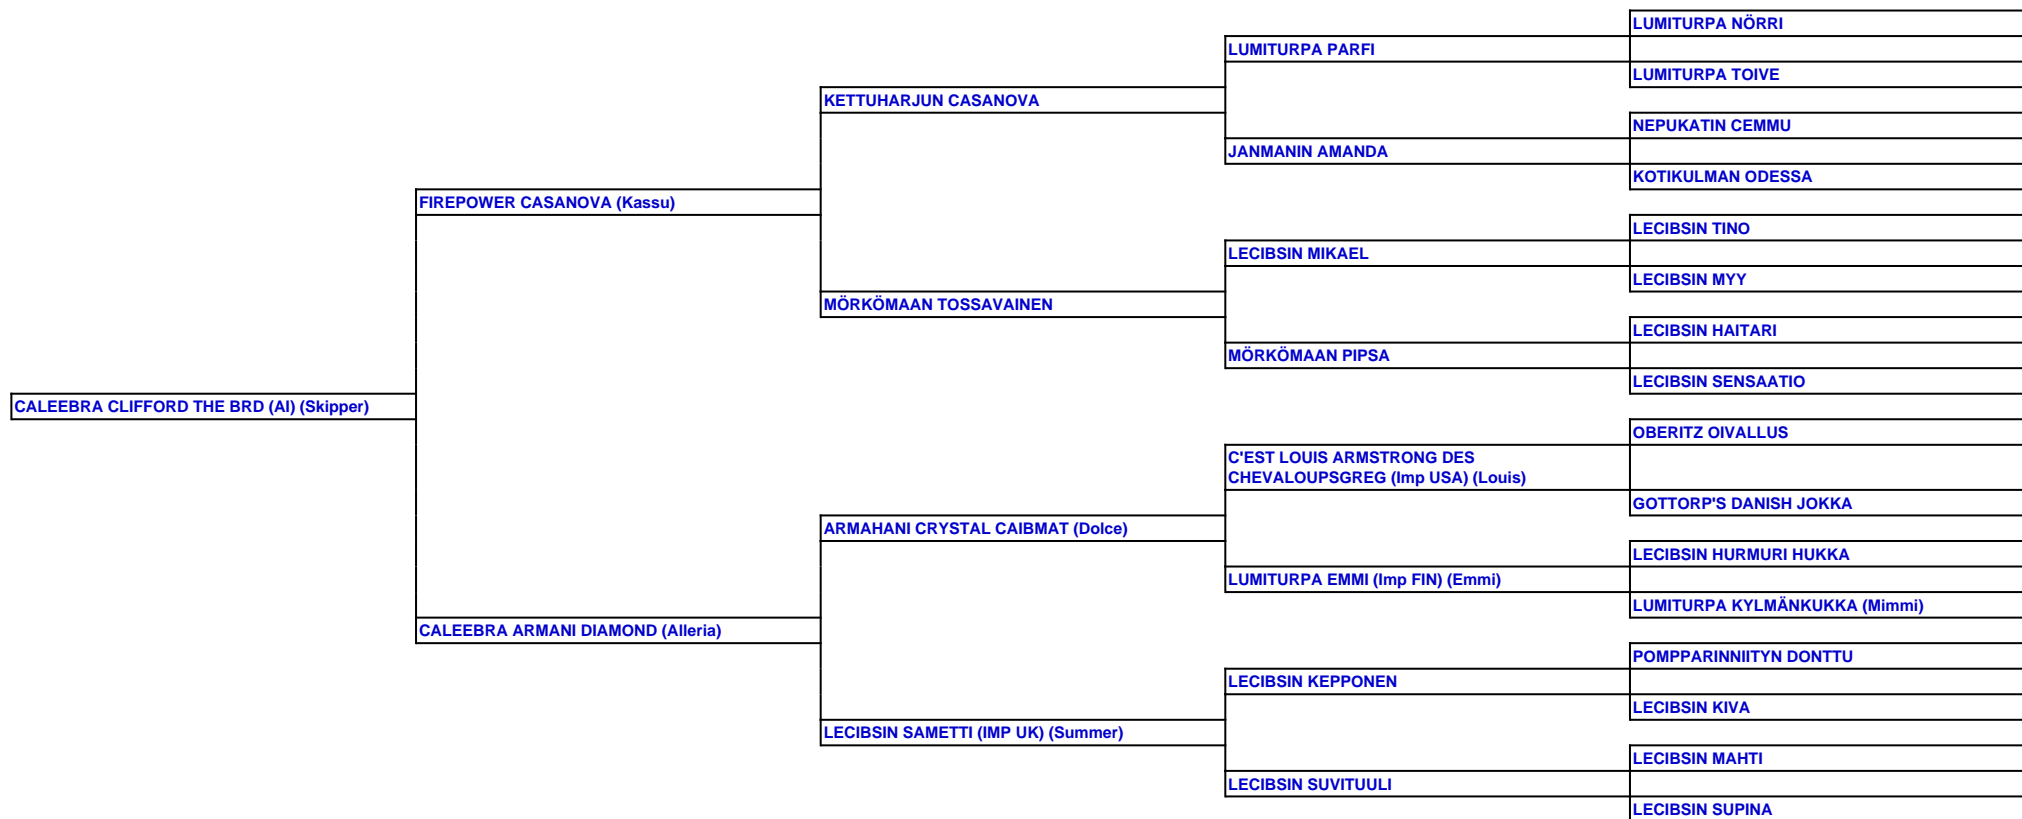 LUMITURPA NÖRRI
LUMITURPA PARFI
LUMITURPA TOIVE
KETTUHARJUN CASANOVA
NEPUKATIN CEMMU
JANMANIN AMANDA
KOTIKULMAN ODESSA
FIREPOWER CASANOVA (Kassu)
LECIBSIN TINO
LECIBSIN MIKAEL
LECIBSIN MYY
MÖRKÖMAAN TOSSAVAINEN
LECIBSIN HAITARI
MÖRKÖMAAN PIPSA
LECIBSIN SENSAATIO
CALEEBRA CLIFFORD THE BRD (AI) (Skipper)
OBERITZ OIVALLUS
C'EST LOUIS ARMSTRONG DES
CHEVALOUPSGREG (Imp USA) (Louis)
GOTTORP'S DANISH JOKKA
ARMAHANI CRYSTAL CAIBMAT (Dolce)
LECIBSIN HURMURI HUKKA
LUMITURPA EMMI (Imp FIN) (Emmi)
LUMITURPA KYLMÄNKUKKA (Mimmi)
CALEEBRA ARMANI DIAMOND (Alleria)
POMPPARINNIITYN DONTTU
LECIBSIN KEPPONEN
LECIBSIN KIVA
LECIBSIN SAMETTI (IMP UK) (Summer)
LECIBSIN MAHTI
LECIBSIN SUVITUULI
LECIBSIN SUPINA